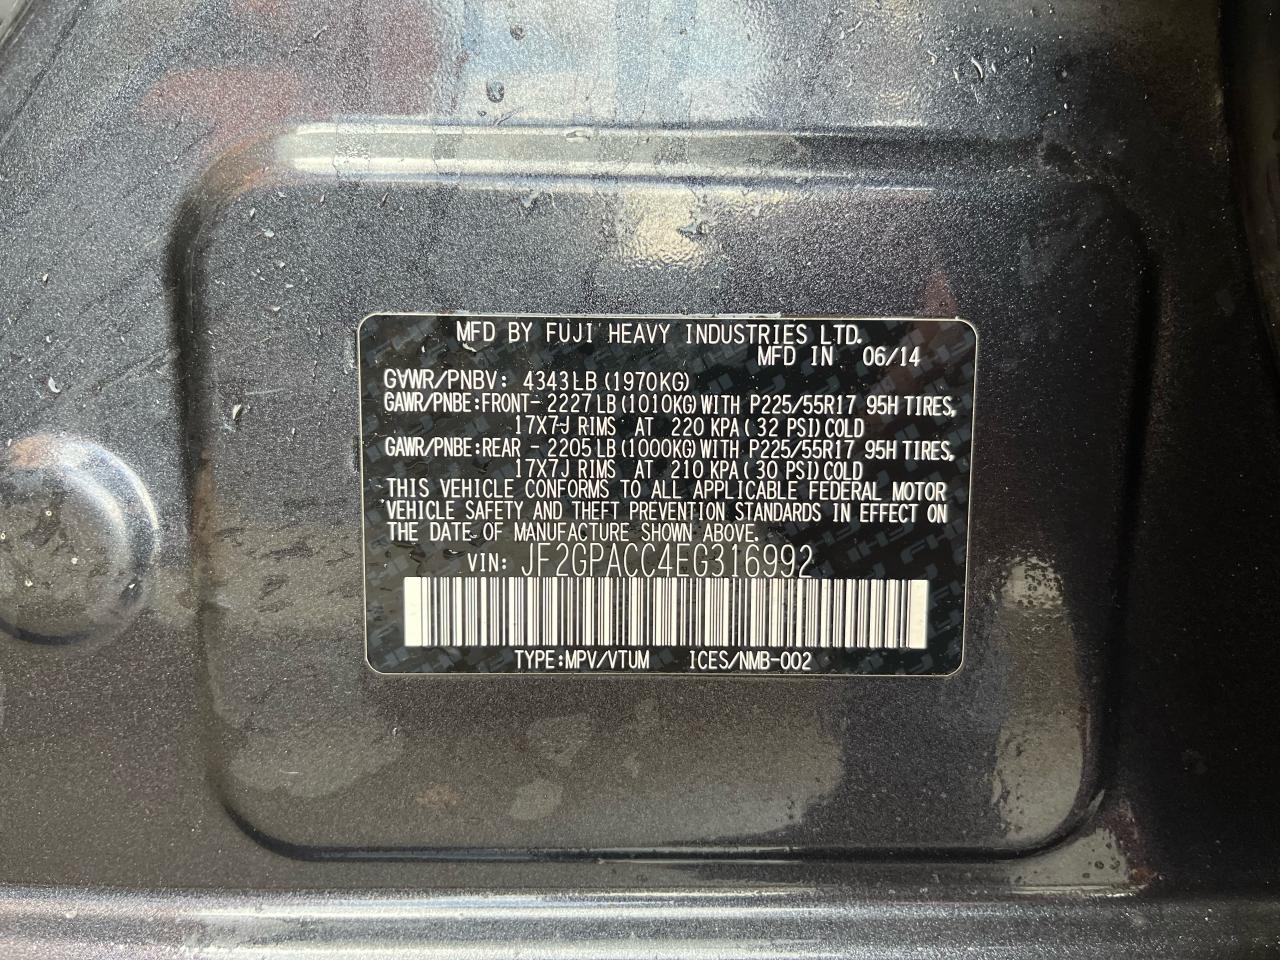 MFD BY FUJI HEAVY INDUSTRIES LTD.
MFD IN 06/14
GVWR/PNBV: 4343LB(1970KG)
GAWR/PNBE:FRONT- 2227LB(1010KG)WITH P225/55R17 95H TIRES,
17X7J RIMS AT 220 KPA(32 PSI)COLD
GAWR/PNBE:REAR - 2205LB(1000KG)WITH P225/55R17 95H TIRES,
17X7J RIMS AT 210 KPA(30 PSI)COLD
THIS VEHICLE CONFORMS TO ALL APPLICABLE FEDERAL MOTOR
VEHICLE SAFETY AND THEFT PREVENTION STANDARDS IN EFFECT ON
THE DATE OF MANUFACTURE SHOWN ABOVE.
VIN: JF2GPACC4EG316992
TYPE:MPV/VTUM ICES/NMB-002